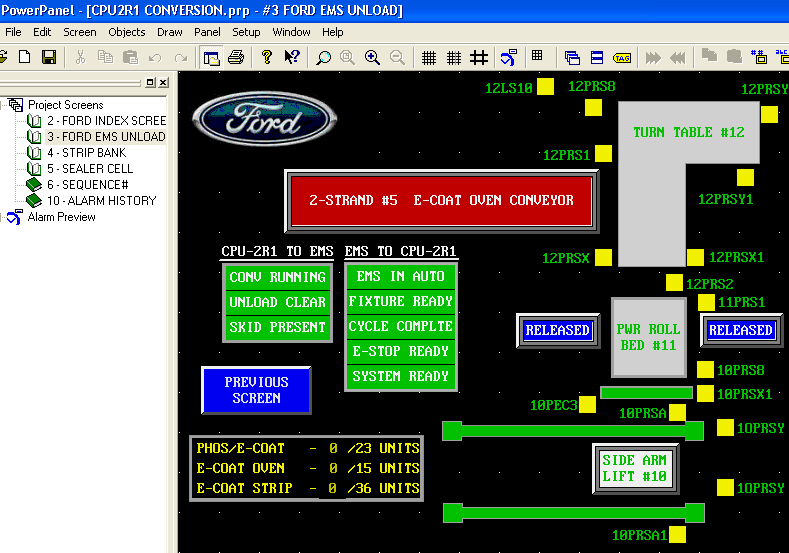 PowerPanel - [CPU2R1 CONVERSION.prp - #3 FORD EMS UNLOAD]
File Edit Screen Objects Draw Panel Setup Window Help
TAG
Project Screens
2 - FORD INDEX SCREE
3 - FORD EMS UNLOAD
4 - STRIP BANK
5 - SEALER CELL
6 - SEQUENCE#
10 - ALARM HISTORY
Alarm Preview
Ford
12LS10
12PRS8
12PRSY
TURN TABLE #12
12PRS1
12PRSY1
2-STRAND #5 E-COAT OVEN CONVEYOR
CPU-2R1 TO EMS
CONV RUNNING
UNLOAD CLEAR
SKID PRESENT
EMS TO CPU-2R1
EMS IN AUTO
FIXTURE READY
CYCLE COMPLTE
E-STOP READY
SYSTEM READY
12PRSX
12PRSX1
12PRS2
11PRS1
RELEASED
PWR ROLL
BED #11
RELEASED
PREVIOUS
SCREEN
10PRS8
10PRSX1
10PEC3
10PRSA
10PRSY
PHOS/E-COAT - 0 /23 UNITS
E-COAT OVEN - 0 /15 UNITS
E-COAT STRIP - 0 /36 UNITS
SIDE ARM
LIFT #10
10PRSY
10PRSA1